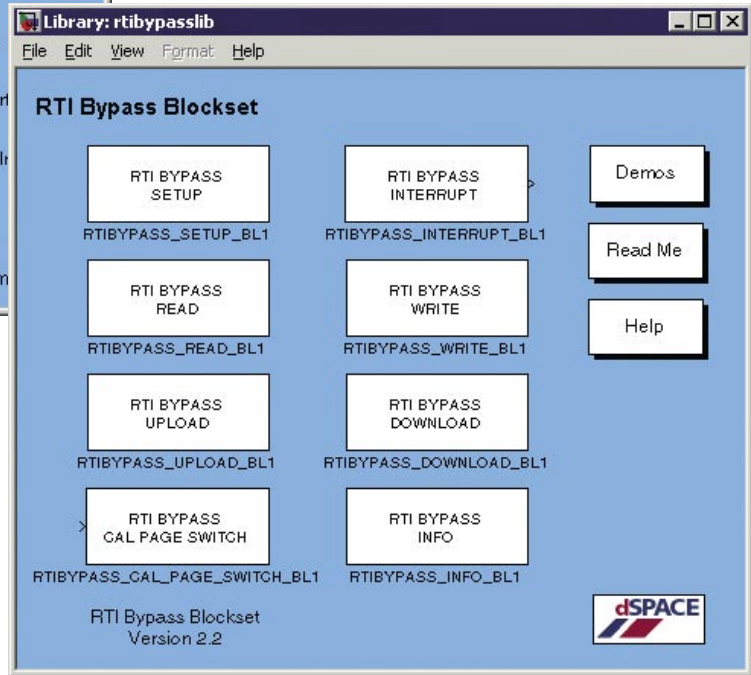 Library: rtibypasslib
File Edit View Format Help
RTI Bypass Blockset
RTI BYPASS
SETUP
RTIBYPASS_SETUP_BL1
RTI BYPASS
INTERRUPT
RTIBYPASS_INTERRUPT_BL1
Demos
RTI BYPASS
READ
RTIBYPASS_READ_BL1
RTI BYPASS
WRITE
RTIBYPASS_WRITE_BL1
Read Me
Help
RTI BYPASS
UPLOAD
RTIBYPASS_UPLOAD_BL1
RTI BYPASS
DOWNLOAD
RTIBYPASS_DOWNLOAD_BL1
RTI BYPASS
CAL PAGE SWITCH
RTIBYPASS_CAL_PAGE_SWITCH_BL1
RTI BYPASS
INFO
RTIBYPASS_INFO_BL1
RTI Bypass Blockset
Version 2.2
dSPACE